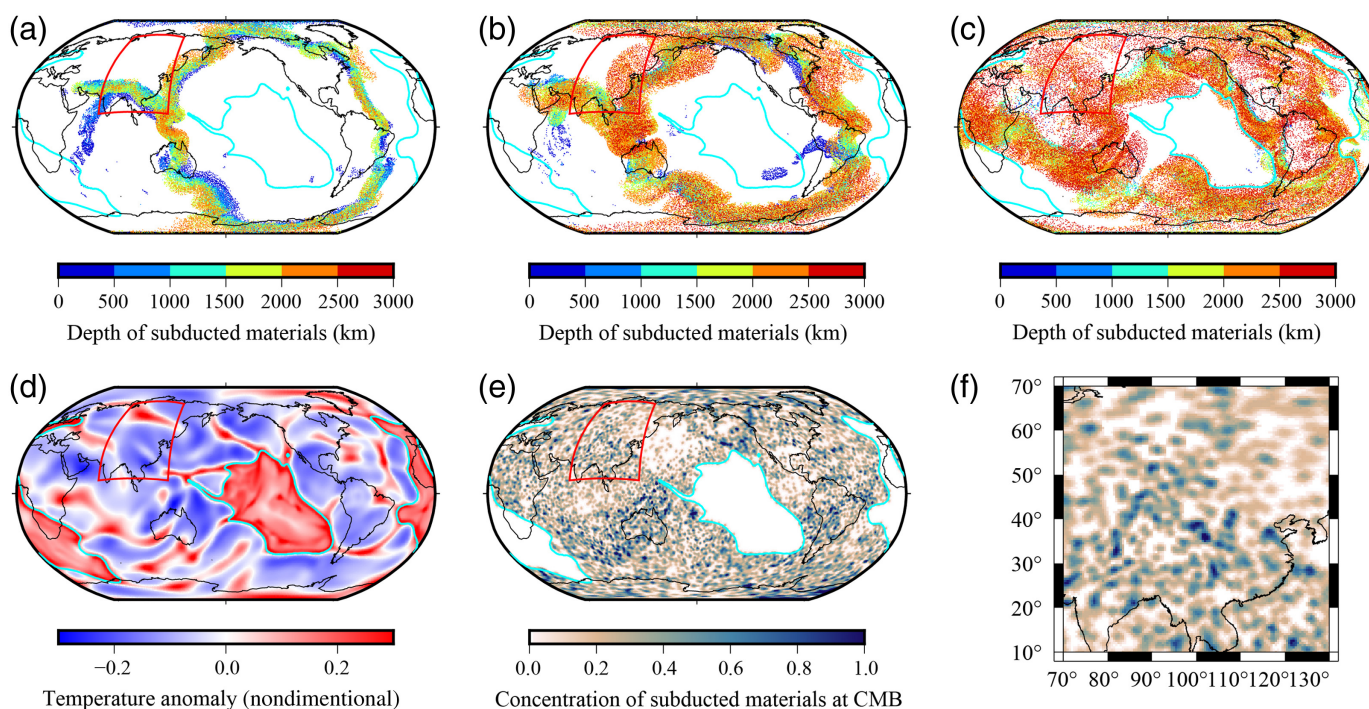 (a)
(b)
(c)
0 500 1000 1500 2000 2500 3000
Depth of subducted materials (km)
0 500 1000 1500 2000 2500 3000
Depth of subducted materials (km)
0 500 1000 1500 2000 2500 3000
Depth of subducted materials (km)
(d)
(e)
(f)
−0.2 0.0 0.2
Temperature anomaly (nondimentional)
0.0 0.2 0.4 0.6 0.8 1.0
Concentration of subducted materials at CMB
70°
60°
50°
40°
30°
20°
10°
70° 80° 90° 100° 110° 120° 130°